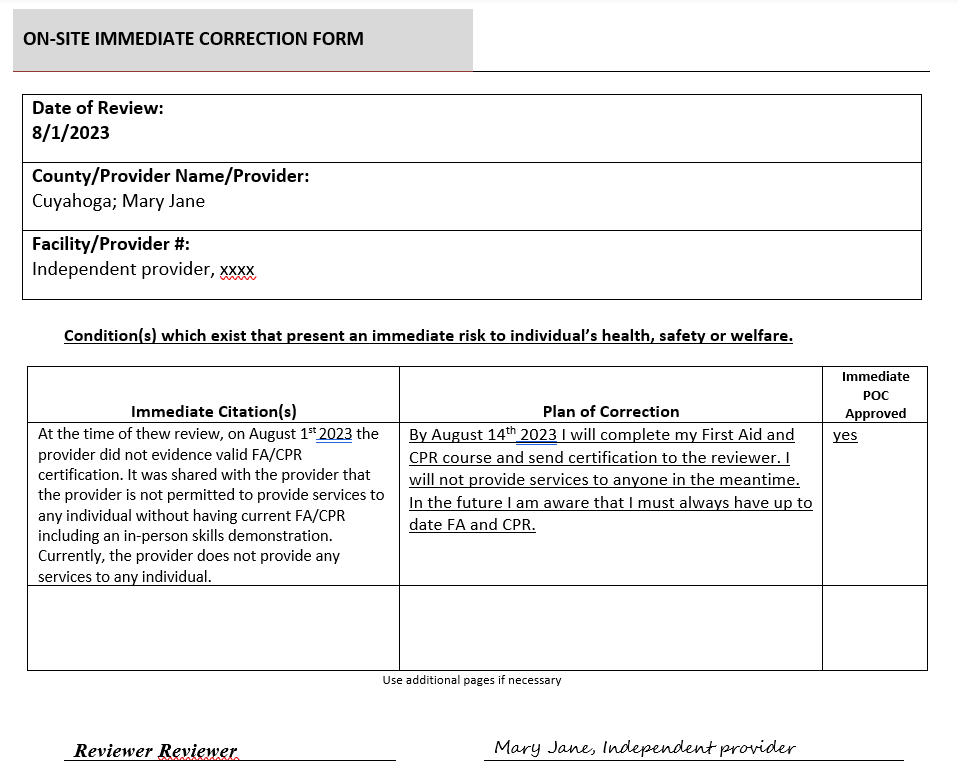 ON-SITE IMMEDIATE CORRECTION FORM
Date of Review:
8/1/2023
County/Provider Name/Provider:
Cuyahoga; Mary Jane
Facility/Provider #:
Independent provider, xxxx
Condition(s) which exist that present an immediate risk to individual's health, safety or welfare.
Immediate Citation(s)
Plan of Correction
Immediate
POC
Approved
At the time of thew review, on August 1st 2023 the
provider did not evidence valid FA/CPR
certification. It was shared with the provider that
the provider is not permitted to provide services to
any individual without having current FA/CPR
including an in-person skills demonstration.
Currently, the provider does not provide any
services to any individual.
By August 14th 2023 I will complete my First Aid and
CPR course and send certification to the reviewer. I
will not provide services to anyone in the meantime.
In the future I am aware that I must always have up to
date FA and CPR.
yes
Use additional pages if necessary
Reviewer Reviewer
Mary Jane, Independent provider